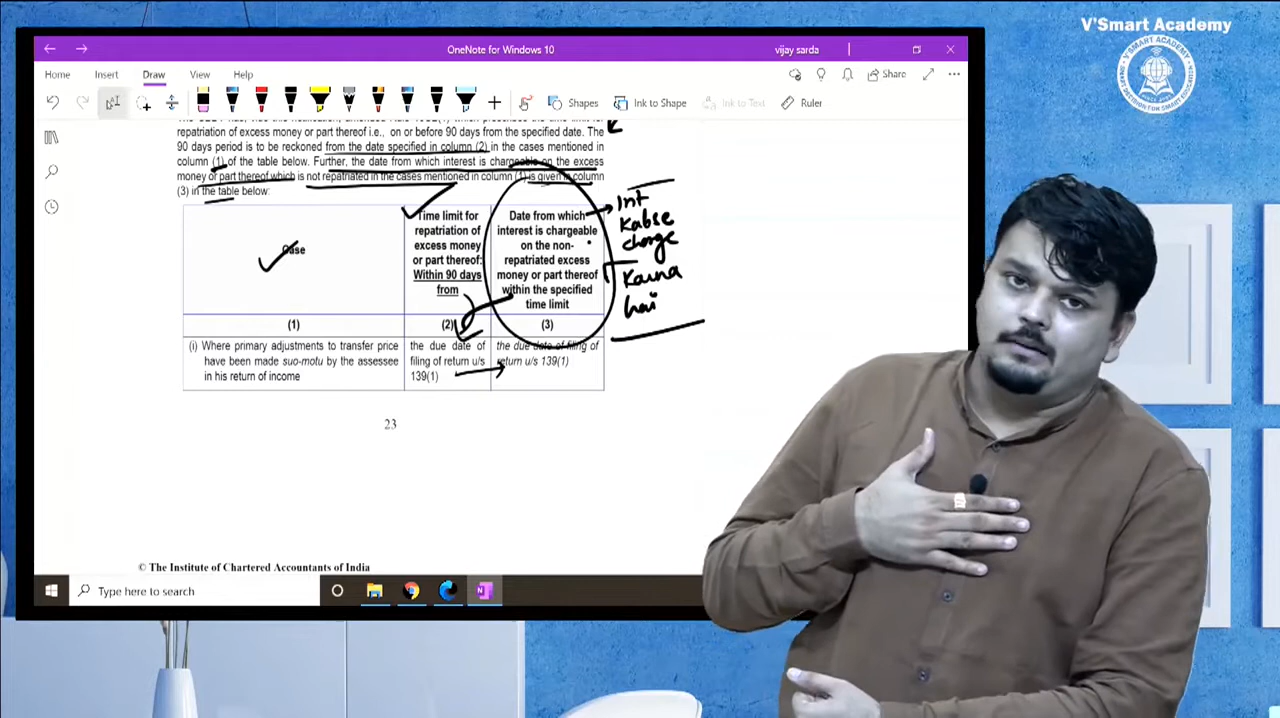 V'Smart Academy
OneNote for Windows 10
vijay sarda
Home Insert Draw View Help
Share
Shapes
Ink to Shape
Ink to Text
Ruler
repatriation of excess money or part thereof i.e., on or before 90 days from the specified date. The
90 days period is to be reckoned from the date specified in column (2) in the cases mentioned in
column (1) of the table below. Further, the date from which interest is chargeable on the excess
money or part thereof which is not repatriated in the cases mentioned in column (1) is given in column
(3) in the table below:
Case
Time limit for
repatriation of
excess money
or part thereof:
Within 90 days
from
Date from which
interest is chargeable
on the non-
repatriated excess
money or part thereof
within the specified
time limit
Int
Kabse
charge
Karna
hai
(1)
(2)
(3)
(i) Where primary adjustments to transfer price
have been made suo-motu by the assessee
in his return of income
the due date of
filing of return u/s
139(1)
the due date of filing of
return u/s 139(1)
23
© The Institute of Chartered Accountants of India
Type here to search